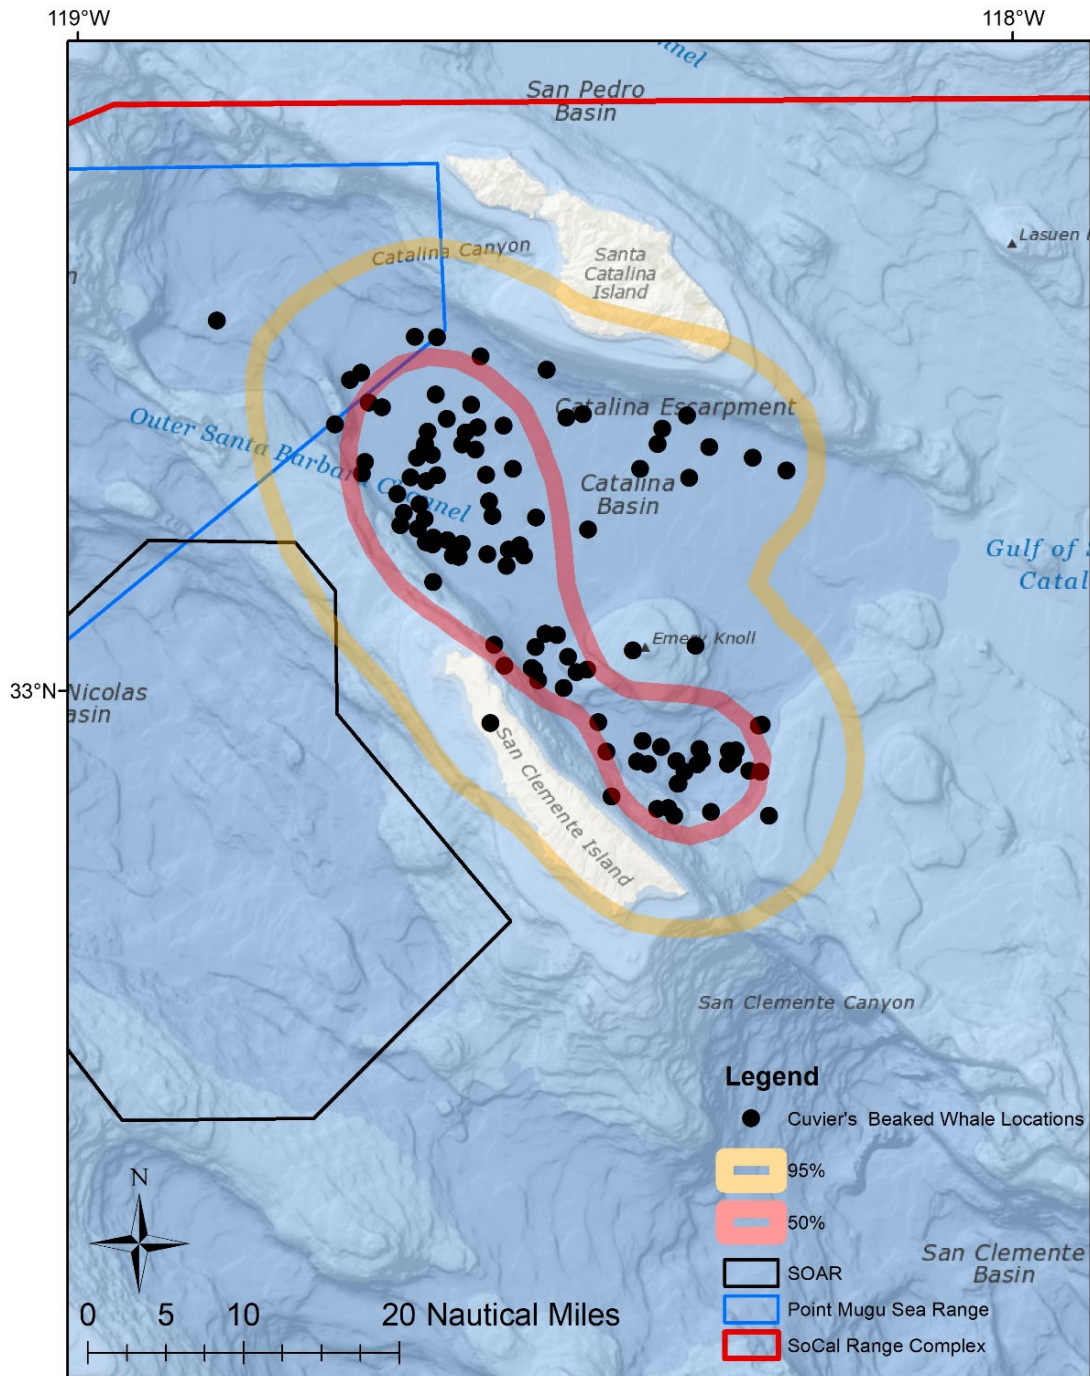 119°W
118°W
nnel
San Pedro
Basin
Catalina Canyon
Santa
Catalina
Island
Lasuen
n
Catalina Escarpment
Outer Santa Barbara Channel
Catalina
Basin
Gulf of S
Catal
Emery Knoll
33°N
Nicolas
asin
San Clemente Island
San Clemente Canyon
Legend
Cuvier's Beaked Whale Locations
95%
50%
SOAR
Point Mugu Sea Range
SoCal Range Complex
San Clemente
Basin
N
0 5 10 20 Nautical Miles